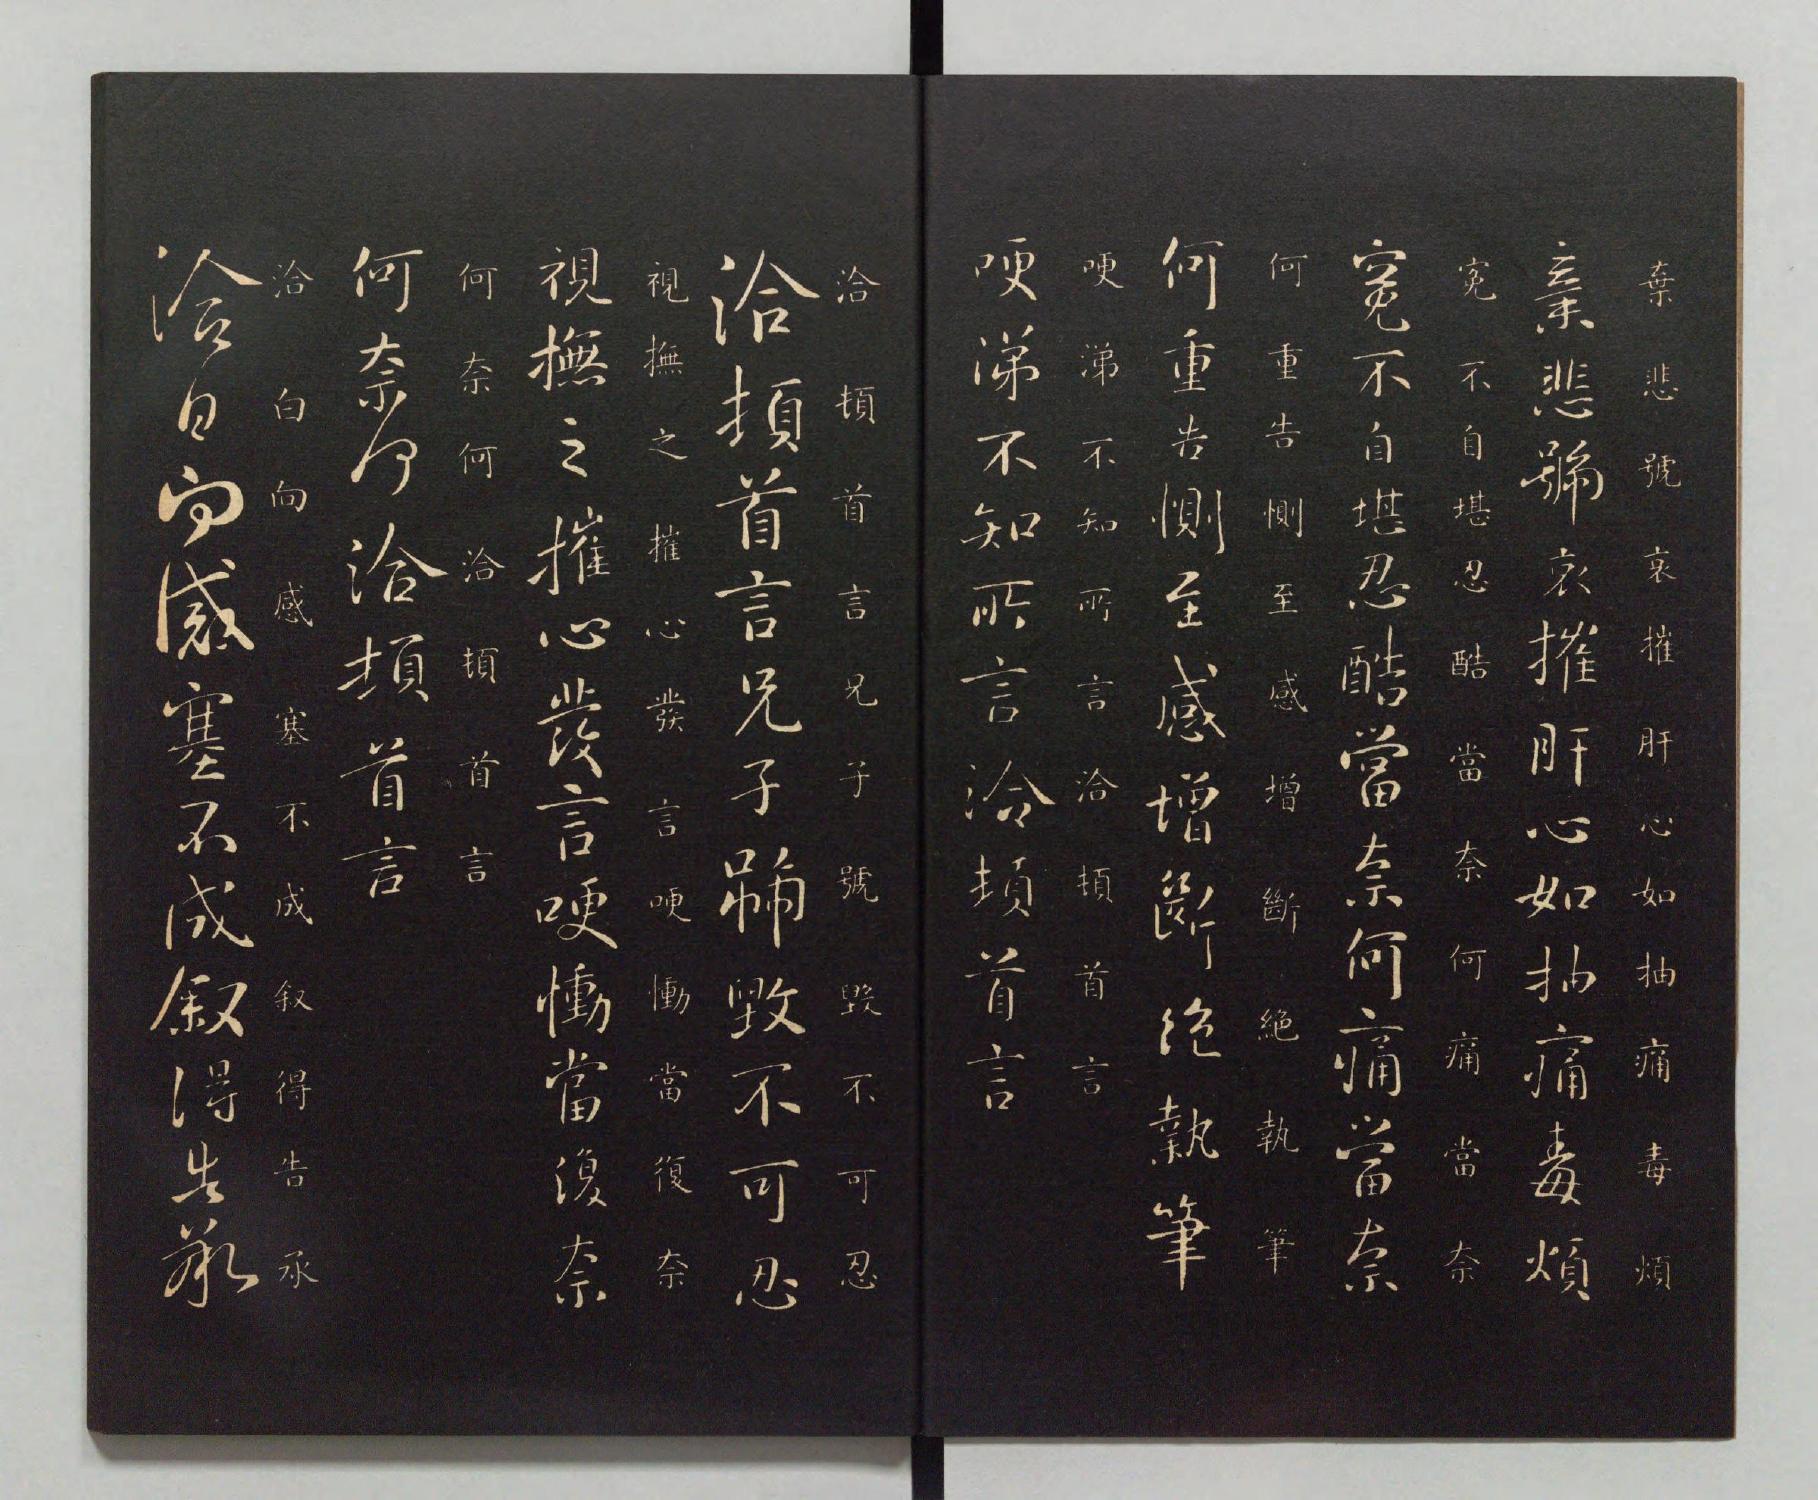 棄悲號哀摧肝心如抽痛毒煩
棄悲號哀摧肝心如抽痛毒煩
冤不自堪忍酷當奈何痛當奈
冤不自堪忍酷當奈何痛當奈
何重告惻至感增斷絕執筆
何重告惻至感增斷絕執筆
哽涕不知所言洽頓首言
哽涕不知所言洽頓首言
洽頓首言兄子號毀不可忍
洽頓首言兄子號毀不可忍
視撫之摧心發言哽慟當復奈
視撫之摧心發言哽慟當復奈
何奈何洽頓首言
何奈何洽頓首言
洽白向感塞不成叙得告承
洽白向感塞不成叙得告承